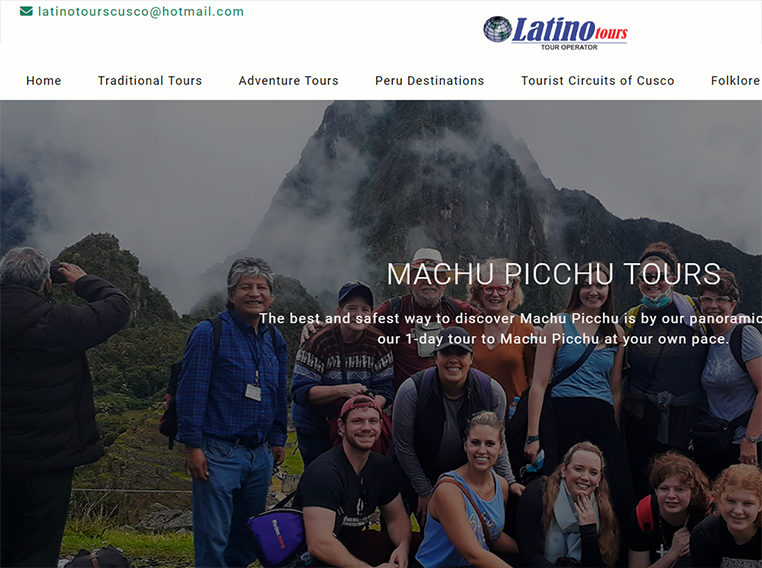 latinotourscusco@hotmail.com
Latino tours
TOUR OPERATOR
Home Traditional Tours Adventure Tours Peru Destinations Tourist Circuits of Cusco Folklore
MACHU PICCHU TOURS
The best and safest way to discover Machu Picchu is by our panoramic
our 1-day tour to Machu Picchu at your own pace.